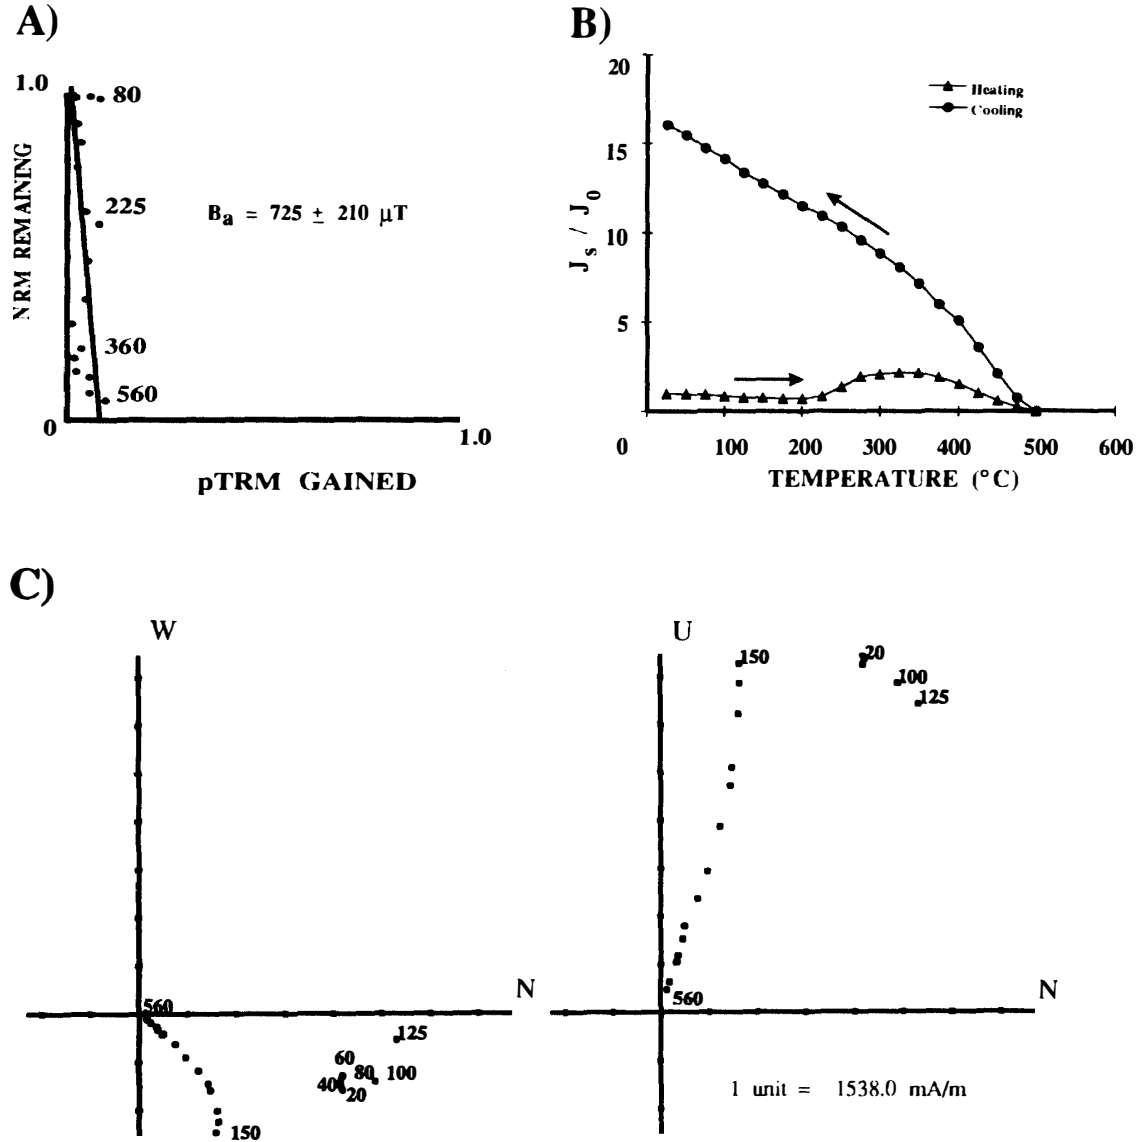 A)
1.0
80
225
360
560
0
1.0
NRM REMAINING
Ba = 725 ± 210 µT
pTRM GAINED
B)
20
15
10
5
0
100
200
300
400
500
600
Heating
Cooling
Js / J0
TEMPERATURE (°C)
C)
W
N
560
125
60
80
100
40
20
150
U
N
150
20
100
125
560
1 unit = 1538.0 mA/m